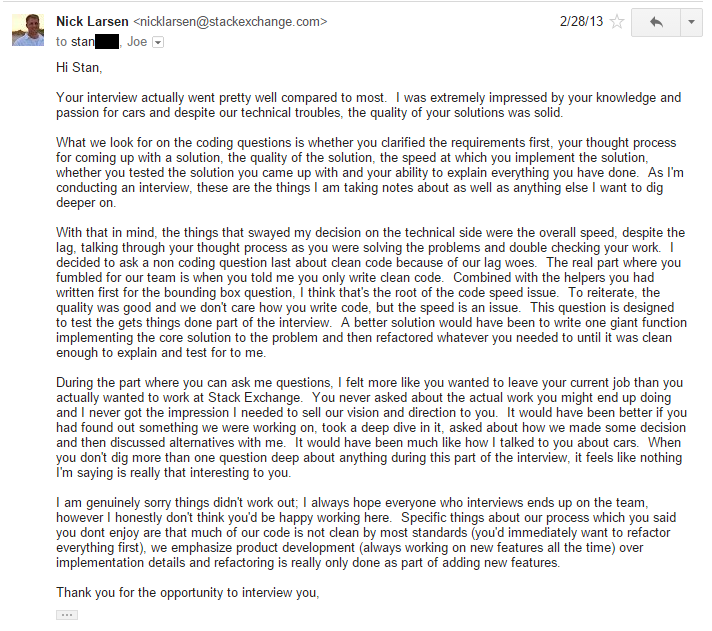 Nick Larsen <nicklarsen@stackexchange.com>
2/28/13
to stan, Joe
Hi Stan,
Your interview actually went pretty well compared to most.  I was extremely impressed by your knowledge and
passion for cars and despite our technical troubles, the quality of your solutions was solid.
What we look for on the coding questions is whether you clarified the requirements first, your thought process
for coming up with a solution, the quality of the solution, the speed at which you implement the solution,
whether you tested the solution you came up with and your ability to explain everything you have done.  As I'm
conducting an interview, these are the things I am taking notes about as well as anything else I want to dig
deeper on.
With that in mind, the things that swayed my decision on the technical side were the overall speed, despite the
lag, talking through your thought process as you were solving the problems and double checking your work.  I
decided to ask a non coding question last about clean code because of our lag woes.  The real part where you
fumbled for our team is when you told me you only write clean code.  Combined with the helpers you had
written first for the bounding box question, I think that's the root of the code speed issue.  To reiterate, the
quality was good and we don't care how you write code, but the speed is an issue.  This question is designed
to test the gets things done part of the interview.  A better solution would have been to write one giant function
implementing the core solution to the problem and then refactored whatever you needed to until it was clean
enough to explain and test for to me.
During the part where you can ask me questions, I felt more like you wanted to leave your current job than you
actually wanted to work at Stack Exchange.  You never asked about the actual work you might end up doing
and I never got the impression I needed to sell our vision and direction to you.  It would have been better if you
had found out something we were working on, took a deep dive in it, asked about how we made some decision
and then discussed alternatives with me.  It would have been much like how I talked to you about cars.  When
you don't dig more than one question deep about anything during this part of the interview, it feels like nothing
I'm saying is really that interesting to you.
I am genuinely sorry things didn't work out; I always hope everyone who interviews ends up on the team,
however I honestly don't think you'd be happy working here.  Specific things about our process which you said
you dont enjoy are that much of our code is not clean by most standards (you'd immediately want to refactor
everything first), we emphasize product development (always working on new features all the time) over
implementation details and refactoring is really only done as part of adding new features.
Thank you for the opportunity to interview you,